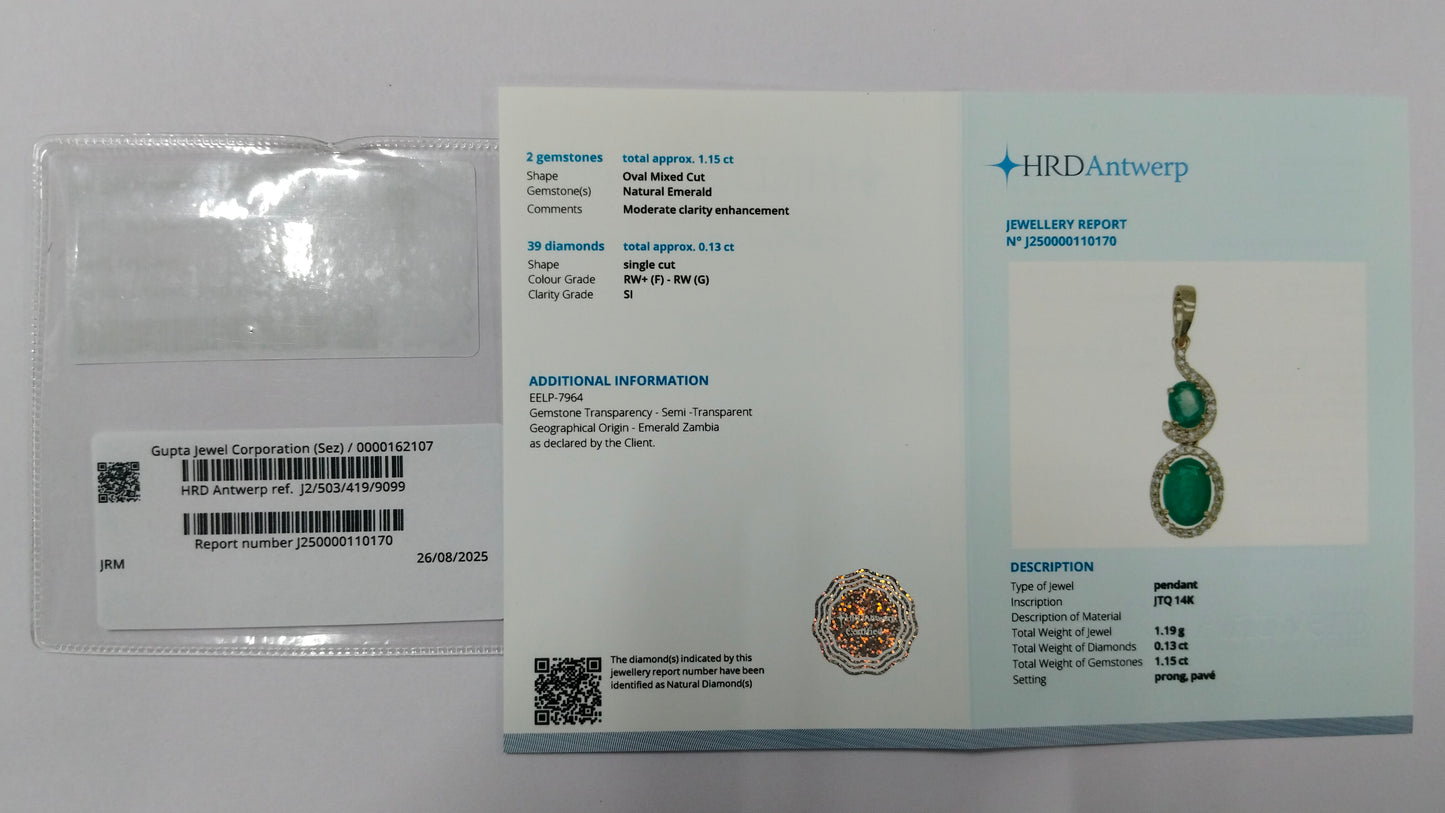 Gupta Jewel Corporation (Sez) / 0000162107
HRD Antwerp ref. J2/503/419/9099
Report number J250000110170
JRM
26/08/2025
2 gemstones total approx. 1.15 ct
Shape Oval Mixed Cut
Gemstone(s) Natural Emerald
Comments Moderate clarity enhancement
39 diamonds total approx. 0.13 ct
Shape single cut
Colour Grade RW+ (F) - RW (G)
Clarity Grade SI
ADDITIONAL INFORMATION
EELP-7964
Gemstone Transparency - Semi -Transparent
Geographical Origin - Emerald Zambia
as declared by the Client.
The diamond(s) indicated by this
jewellery report number have been
identified as Natural Diamond(s)
HRD Antwerp
JEWELLERY REPORT
N° J250000110170
DESCRIPTION
Type of Jewel pendant
Inscription JTQ 14K
Description of Material
Total Weight of Jewel 1.19 g
Total Weight of Diamonds 0.13 ct
Total Weight of Gemstones 1.15 ct
Setting prong, pavé